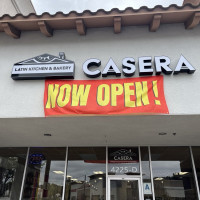 CASERA
LATIN KITCHEN & BAKERY
NOW OPEN!
CASERA
4225-D